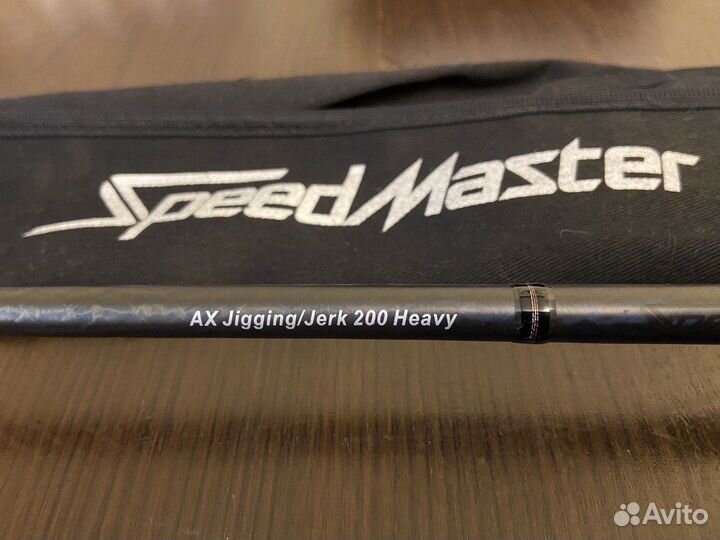 SpeedMaster
AX Jigging/Jerk 200 Heavy
Avito